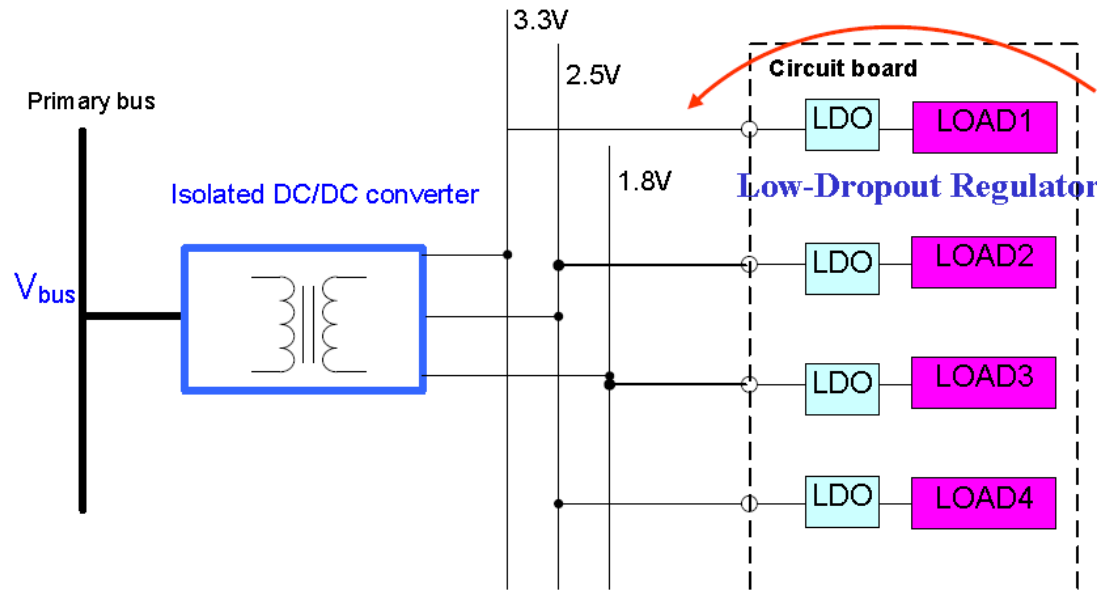 3.3V
2.5V
Circuit board
Primary bus
LDO
LOAD1
1.8V
Low-Dropout Regulator
Isolated DC/DC converter
LDO
LOAD2
Vbus
LDO
LOAD3
LDO
LOAD4